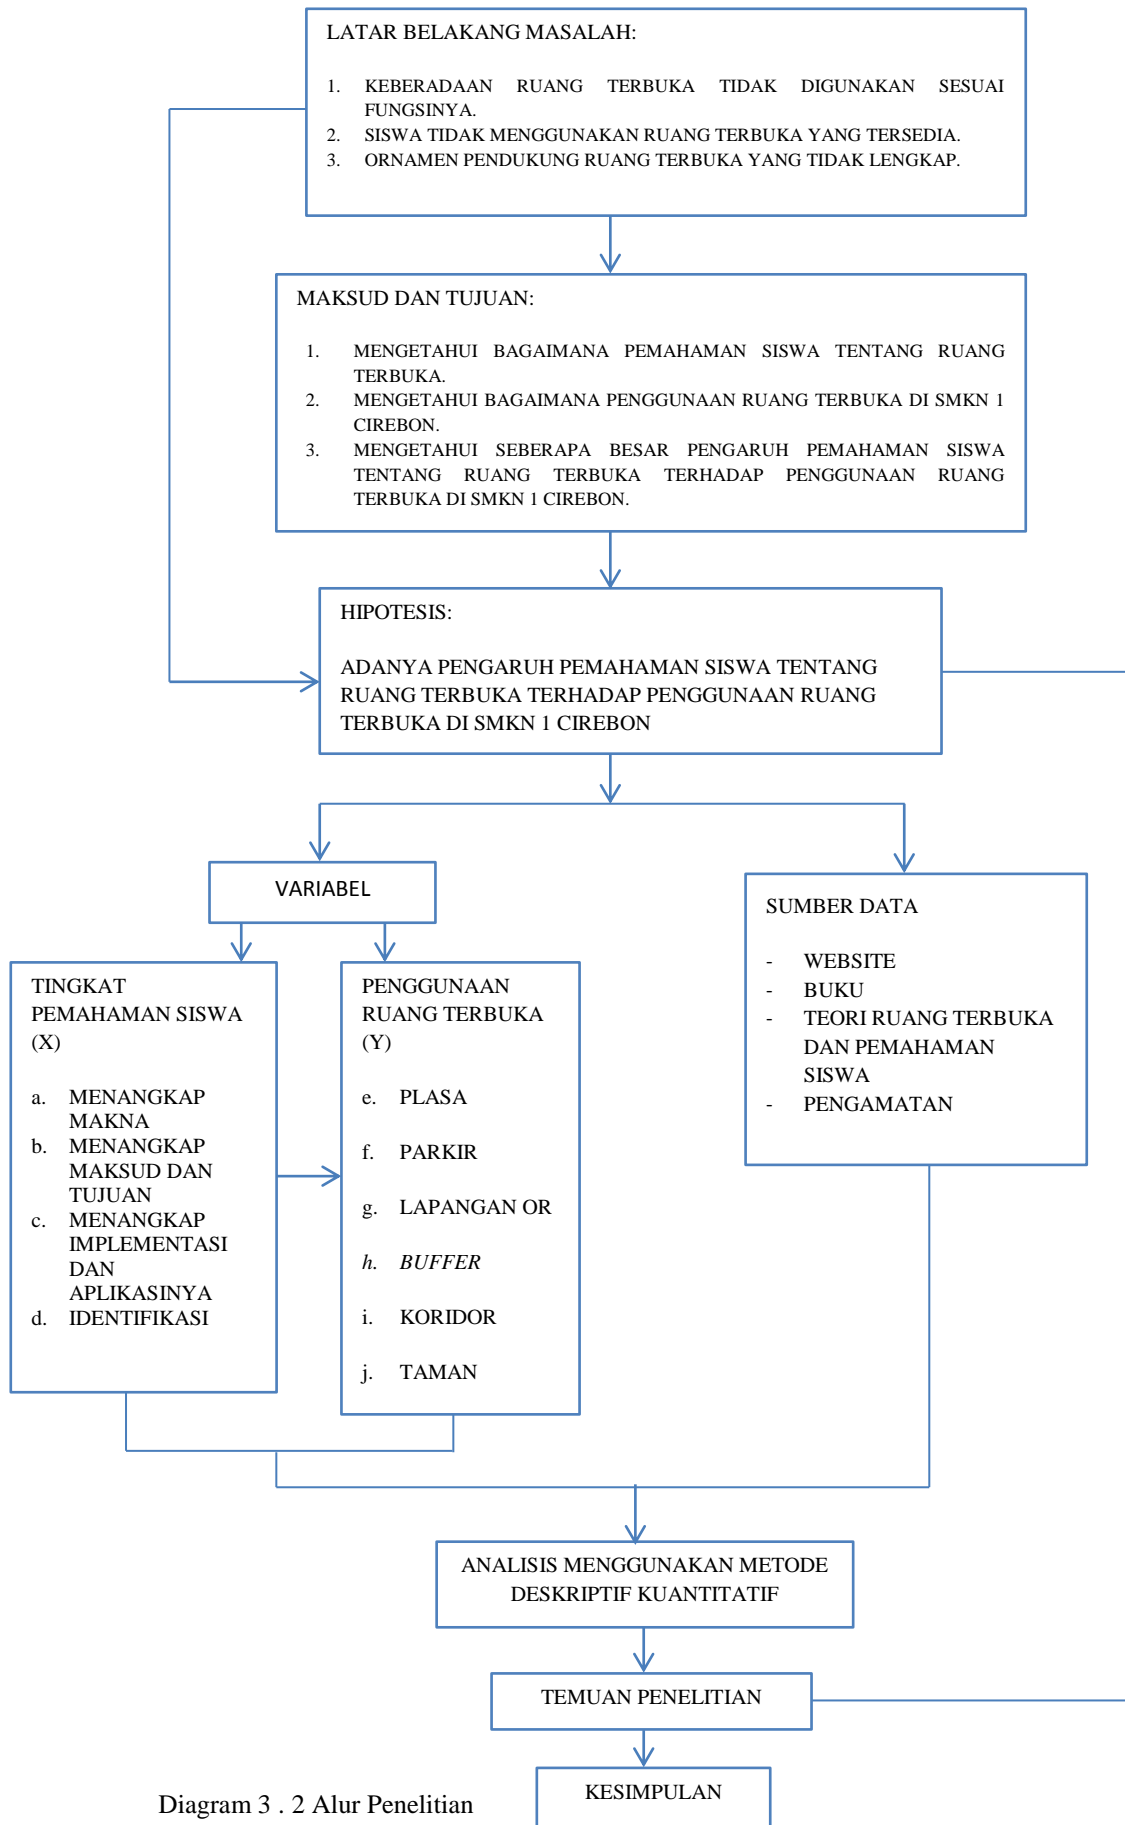 LATAR BELAKANG MASALAH:
1. KEBERADAAN RUANG TERBUKA TIDAK DIGUNAKAN SESUAI
FUNGSINYA.
2. SISWA TIDAK MENGGUNAKAN RUANG TERBUKA YANG TERSEDIA.
3. ORNAMEN PENDUKUNG RUANG TERBUKA YANG TIDAK LENGKAP.
MAKSUD DAN TUJUAN:
1. MENGETAHUI BAGAIMANA PEMAHAMAN SISWA TENTANG RUANG
TERBUKA.
2. MENGETAHUI BAGAIMANA PENGGUNAAN RUANG TERBUKA DI SMKN 1
CIREBON.
3. MENGETAHUI SEBERAPA BESAR PENGARUH PEMAHAMAN SISWA
TENTANG RUANG TERBUKA TERHADAP PENGGUNAAN RUANG
TERBUKA DI SMKN 1 CIREBON.
HIPOTESIS:
ADANYA PENGARUH PEMAHAMAN SISWA TENTANG
RUANG TERBUKA TERHADAP PENGGUNAAN RUANG
TERBUKA DI SMKN 1 CIREBON
VARIABEL
TINGKAT
PEMAHAMAN SISWA
(X)
a. MENANGKAP
MAKNA
b. MENANGKAP
MAKSUD DAN
TUJUAN
c. MENANGKAP
IMPLEMENTASI
DAN
APLIKASINYA
d. IDENTIFIKASI
PENGGUNAAN
RUANG TERBUKA
(Y)
e. PLASA
f. PARKIR
g. LAPANGAN OR
h. BUFFER
i. KORIDOR
j. TAMAN
SUMBER DATA
- WEBSITE
- BUKU
- TEORI RUANG TERBUKA
DAN PEMAHAMAN
SISWA
- PENGAMATAN
ANALISIS MENGGUNAKAN METODE
DESKRIPTIF KUANTITATIF
TEMUAN PENELITIAN
KESIMPULAN
Diagram 3 . 2 Alur Penelitian